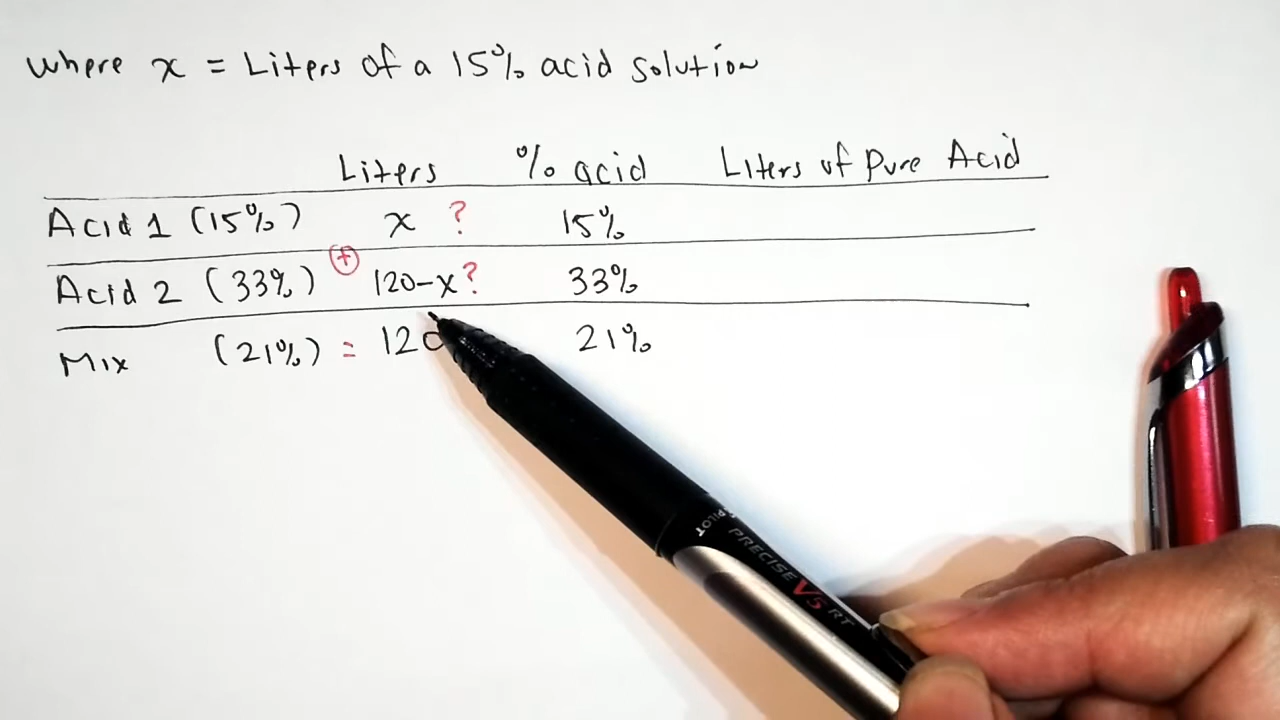 where x = Liters of a 15% acid solution
Liters % acid Liters of Pure Acid
Acid 1 (15%) x ? 15%
Acid 2 (33%) + 120-x ? 33%
Mix (21%) = 120 21%
PILOT PRECISE V5 RT